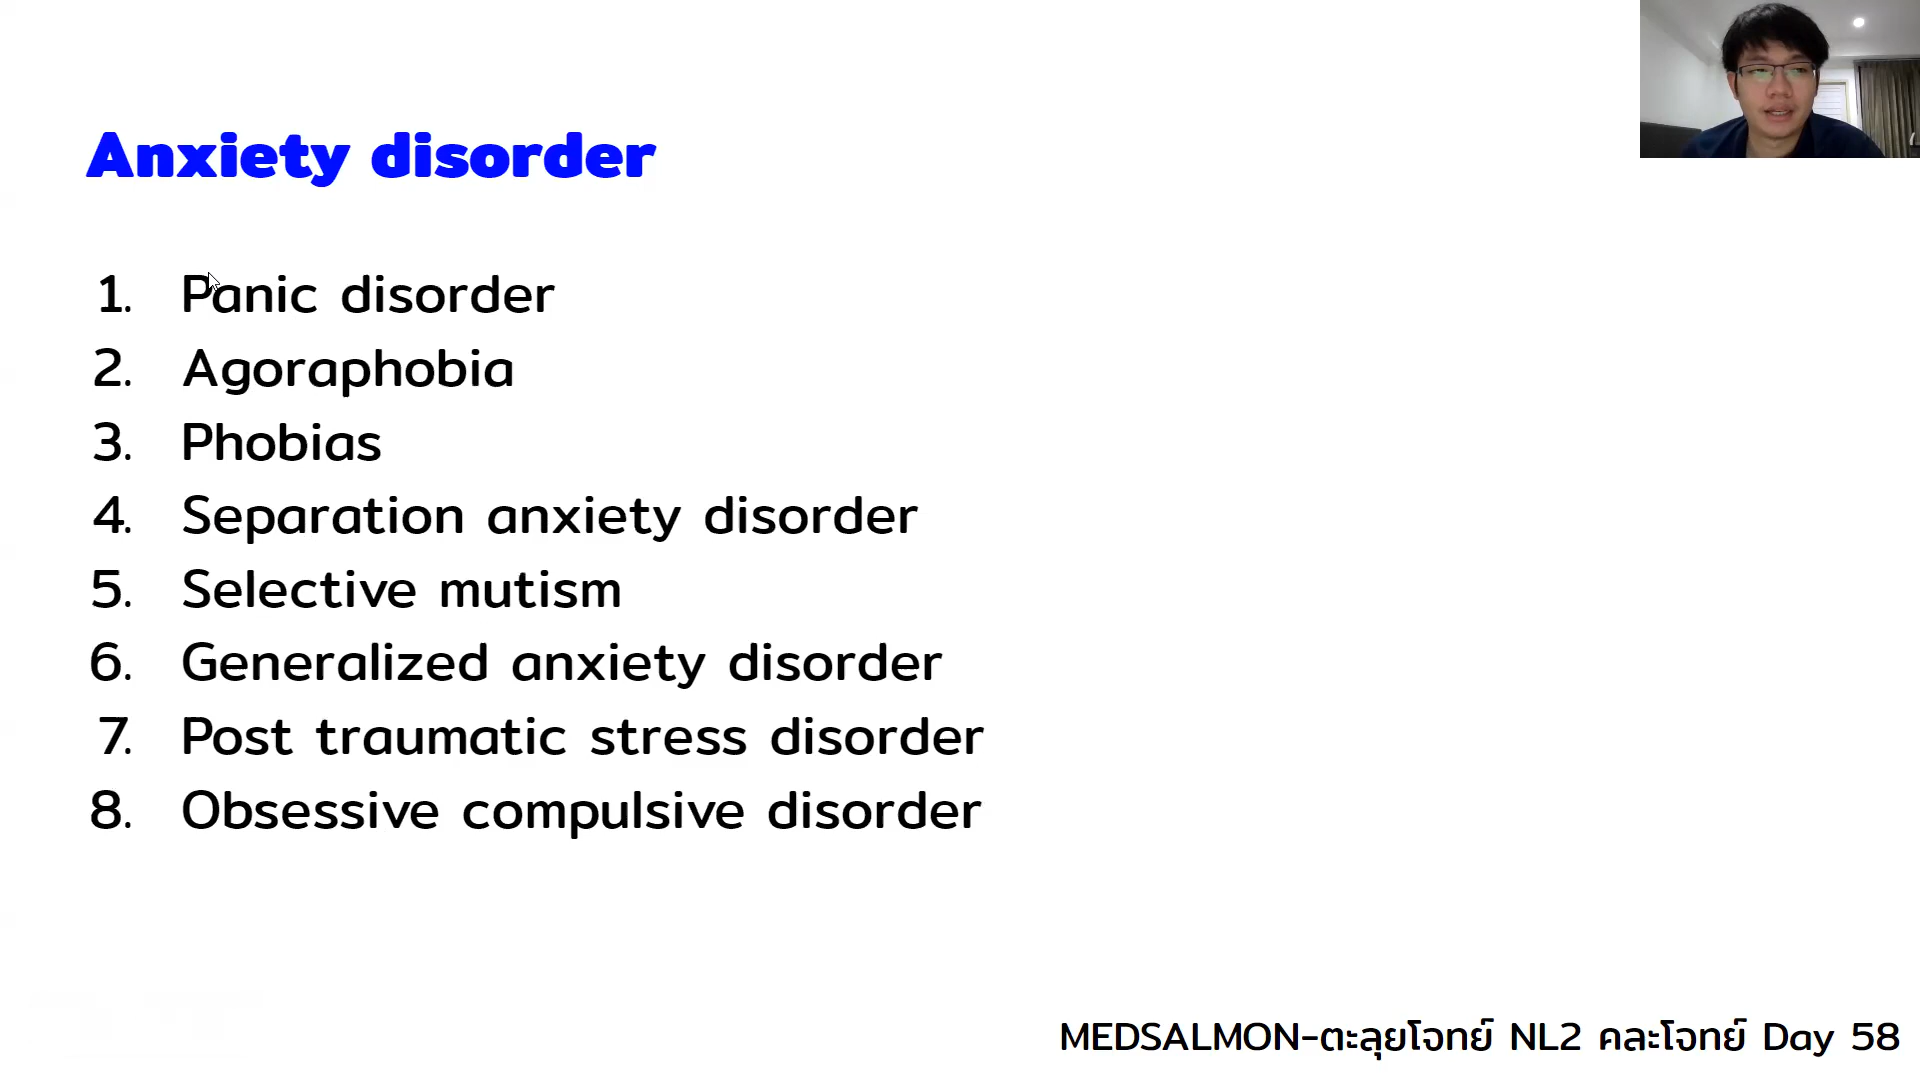 Anxiety disorder
1. Panic disorder
2. Agoraphobia
3. Phobias
4. Separation anxiety disorder
5. Selective mutism
6. Generalized anxiety disorder
7. Post traumatic stress disorder
8. Obsessive compulsive disorder
MEDSALMON-ตะลุยโจทย์ NL2 คละโจทย์ Day 58